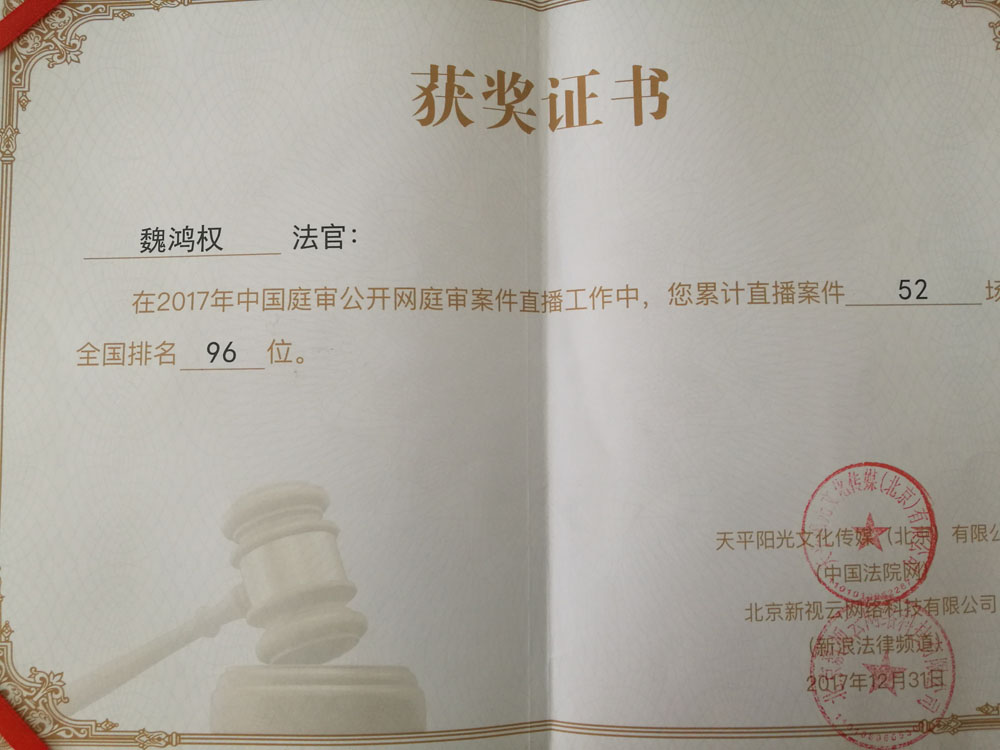 获奖证书
魏鸿权 法官：
在2017年中国庭审公开网庭审案件直播工作中，您累计直播案件 52 场
全国排名 96 位。
天平阳光文化传媒（北京）有限公
（中国法院网）
北京新视云网络科技有限公司
（新浪法律频道）
2017年12月31日